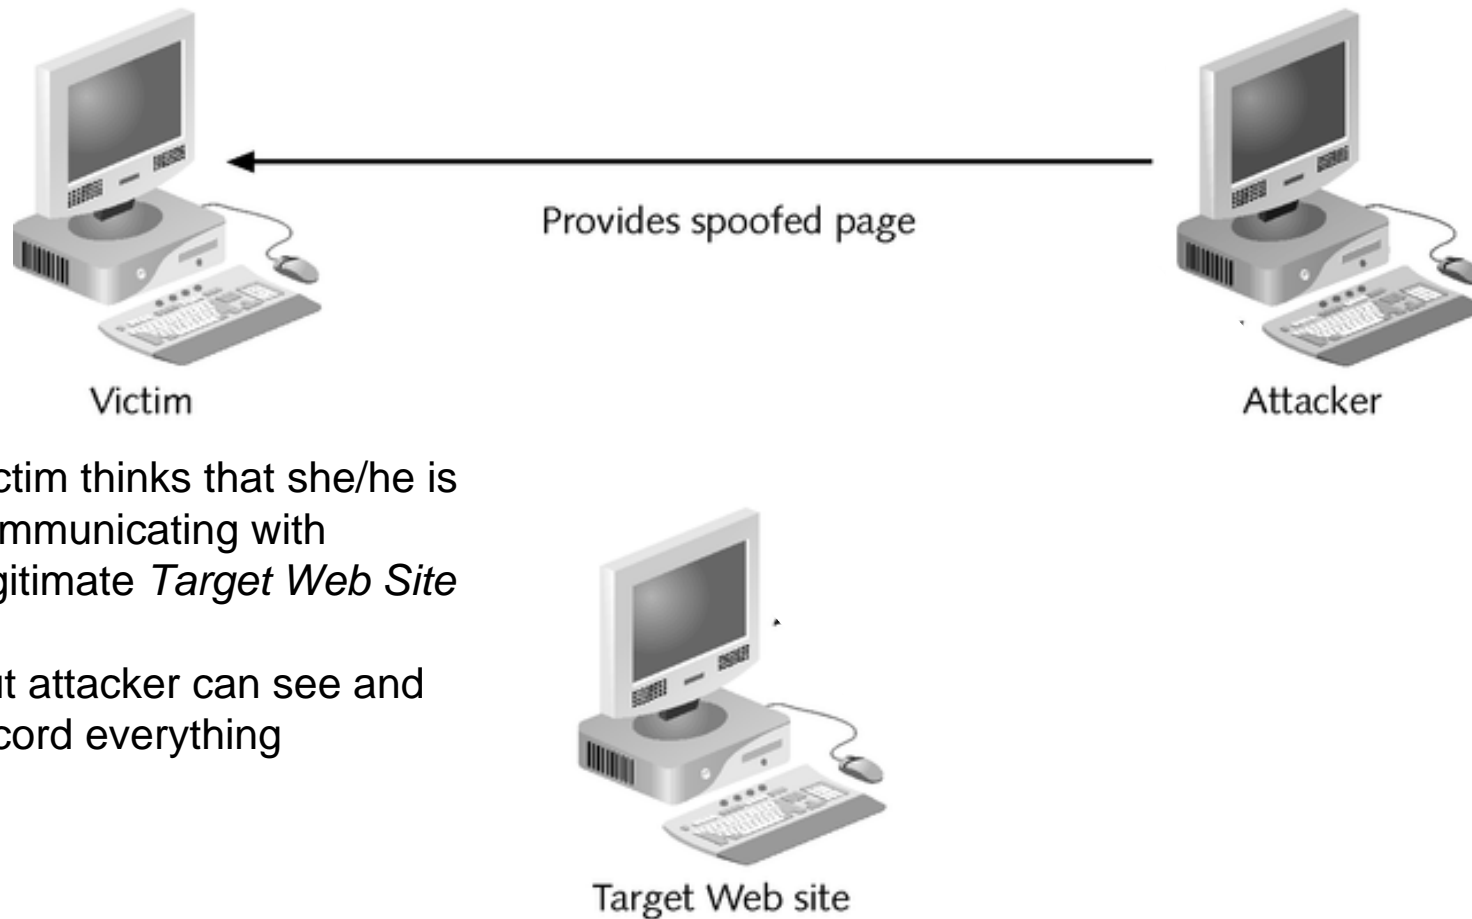 Provides spoofed page
Victim
Attacker
ctim thinks that she/he is
mmunicating with
gitimate Target Web Site
ut attacker can see and
cord everything
Target Web site